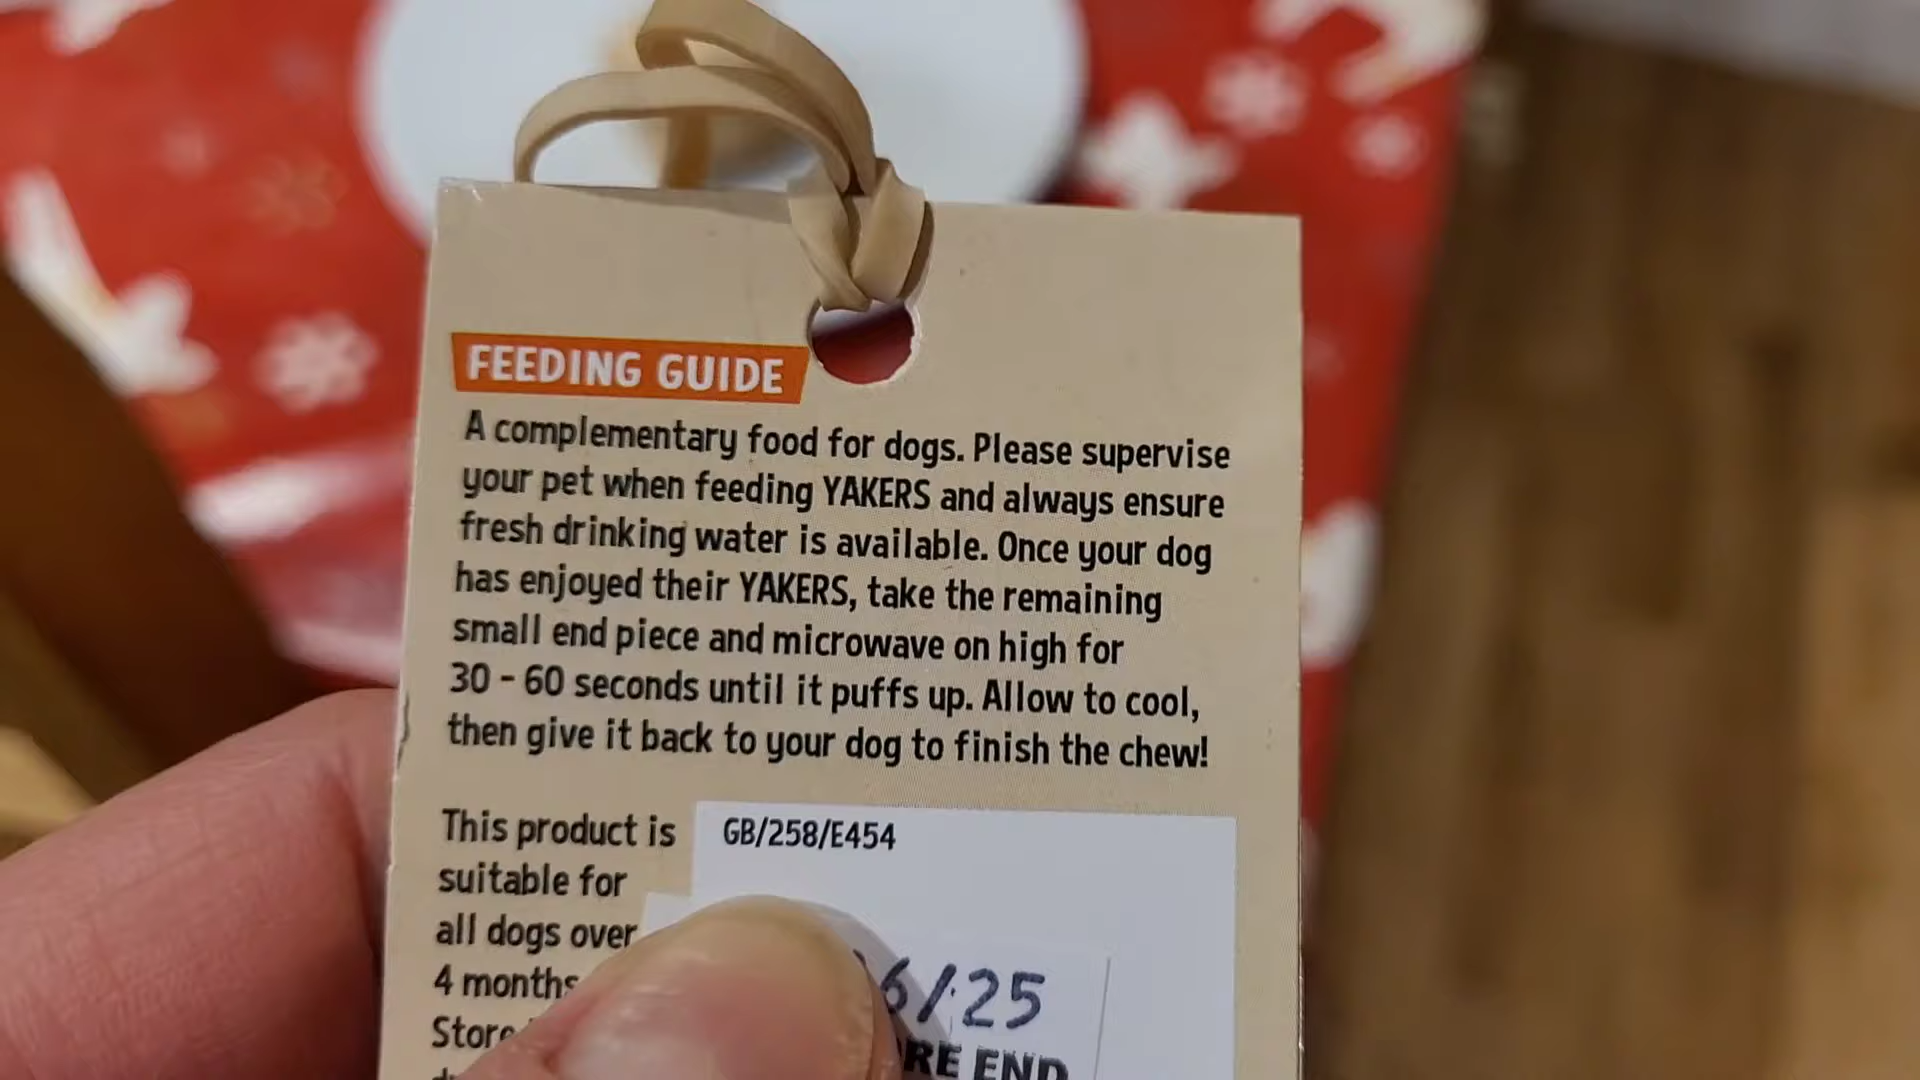 FEEDING GUIDE
A complementary food for dogs. Please supervise
your pet when feeding YAKERS and always ensure
fresh drinking water is available. Once your dog
has enjoyed their YAKERS, take the remaining
small end piece and microwave on high for
30 - 60 seconds until it puffs up. Allow to cool,
then give it back to your dog to finish the chew!
This product is
suitable for
all dogs over
4 months
GB/258/E454
6/25
END